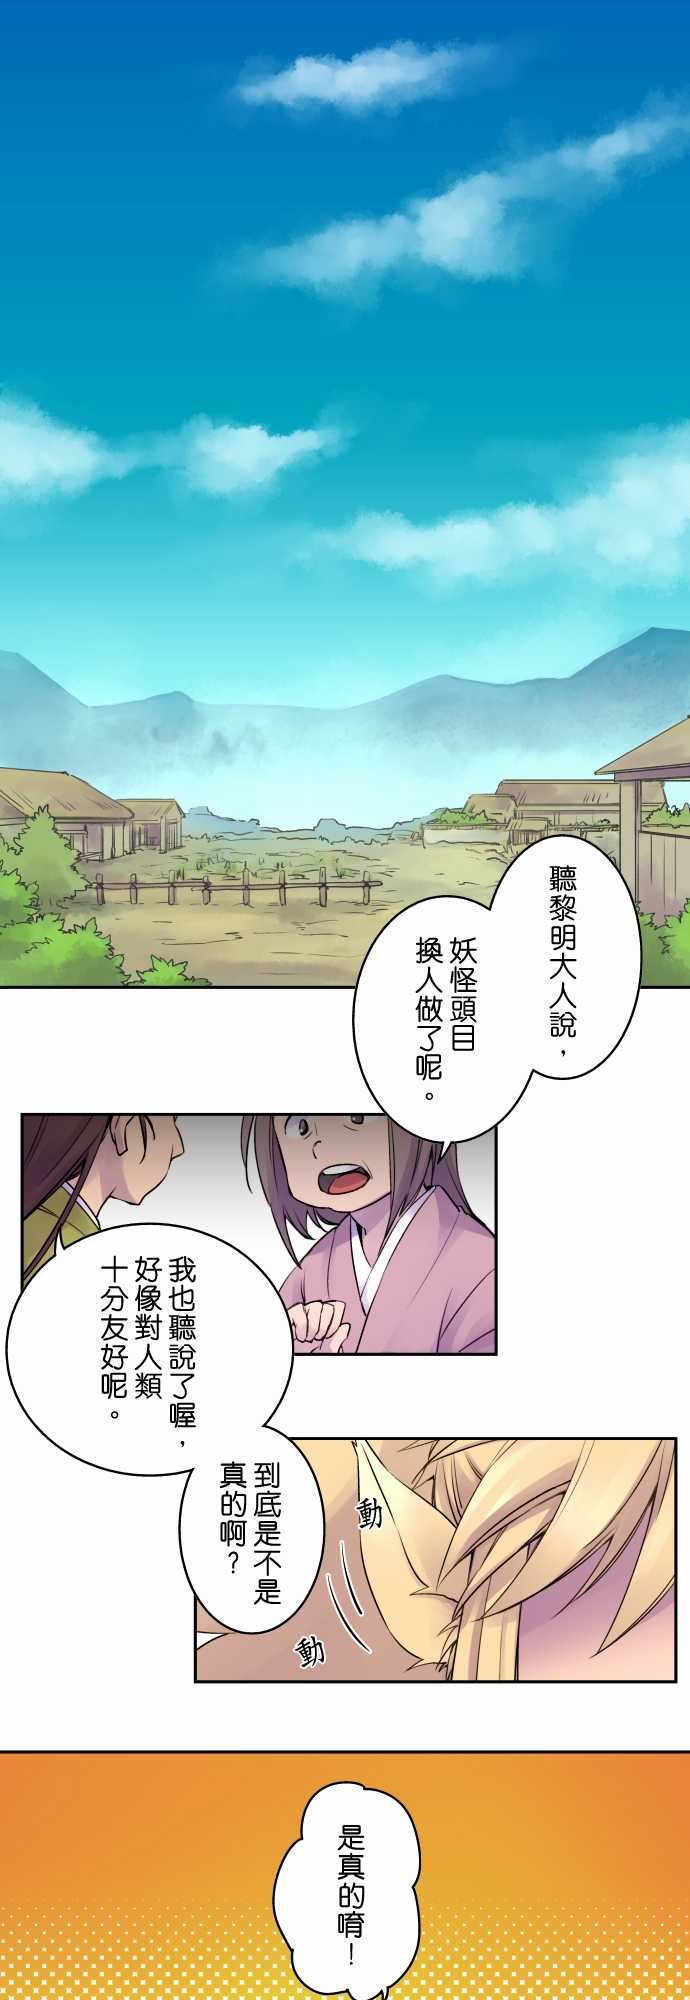 聽黎明大人說，
妖怪頭目
換人做了呢。
我也聽說了喔，
好像對人類
十分友好呢。
到底是不是
真的啊？
動
動
是真的唷！